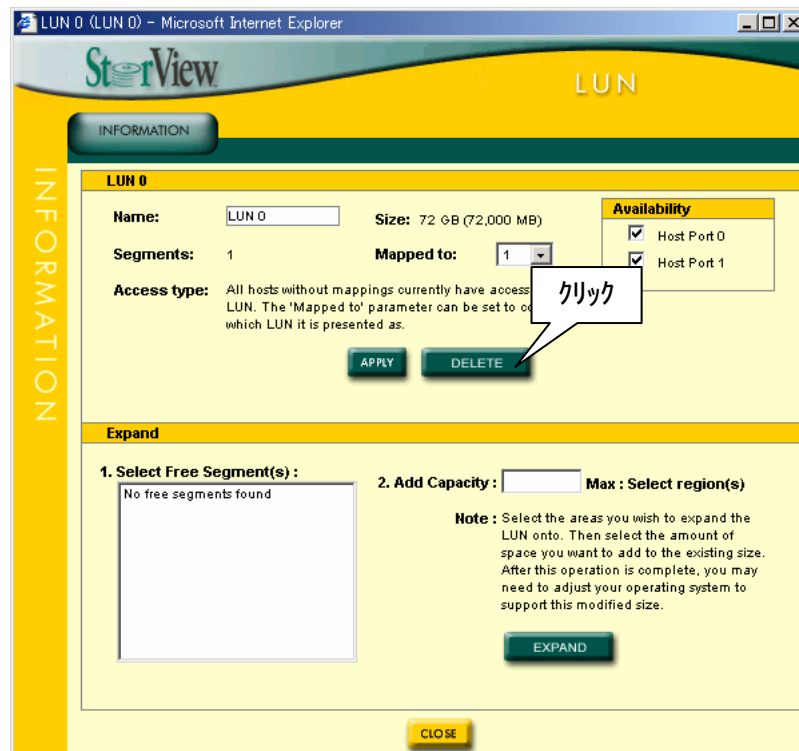 LUN 0 (LUN 0) - Microsoft Internet Explorer
StorView
LUN
INFORMATION
INFORMATION
LUN 0
Name: LUN 0
Size: 72 GB (72,000 MB)
Availability
Host Port 0
Host Port 1
Segments: 1
Mapped to: 1
Access type: All hosts without mappings currently have access
LUN. The 'Mapped to' parameter can be set to co
which LUN it is presented as.
クリック
APPLY
DELETE
Expand
1. Select Free Segment(s) :
No free segments found
2. Add Capacity :
Max : Select region(s)
Note : Select the areas you wish to expand the
LUN onto. Then select the amount of
space you want to add to the existing size.
After this operation is complete, you may
need to adjust your operating system to
support this modified size.
EXPAND
CLOSE